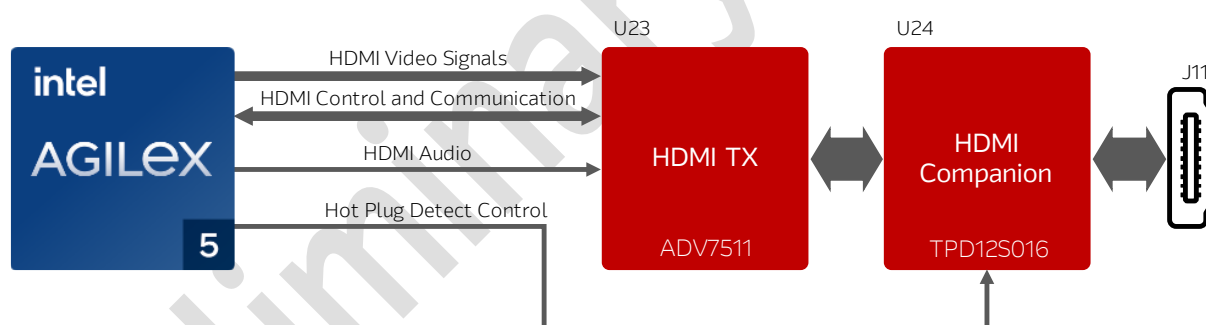 U23
U24
J11
intel
AGILEX
5
HDMI Video Signals
HDMI Control and Communication
HDMI Audio
Hot Plug Detect Control
HDMI TX
ADV7511
HDMI
Companion
TPD12S016